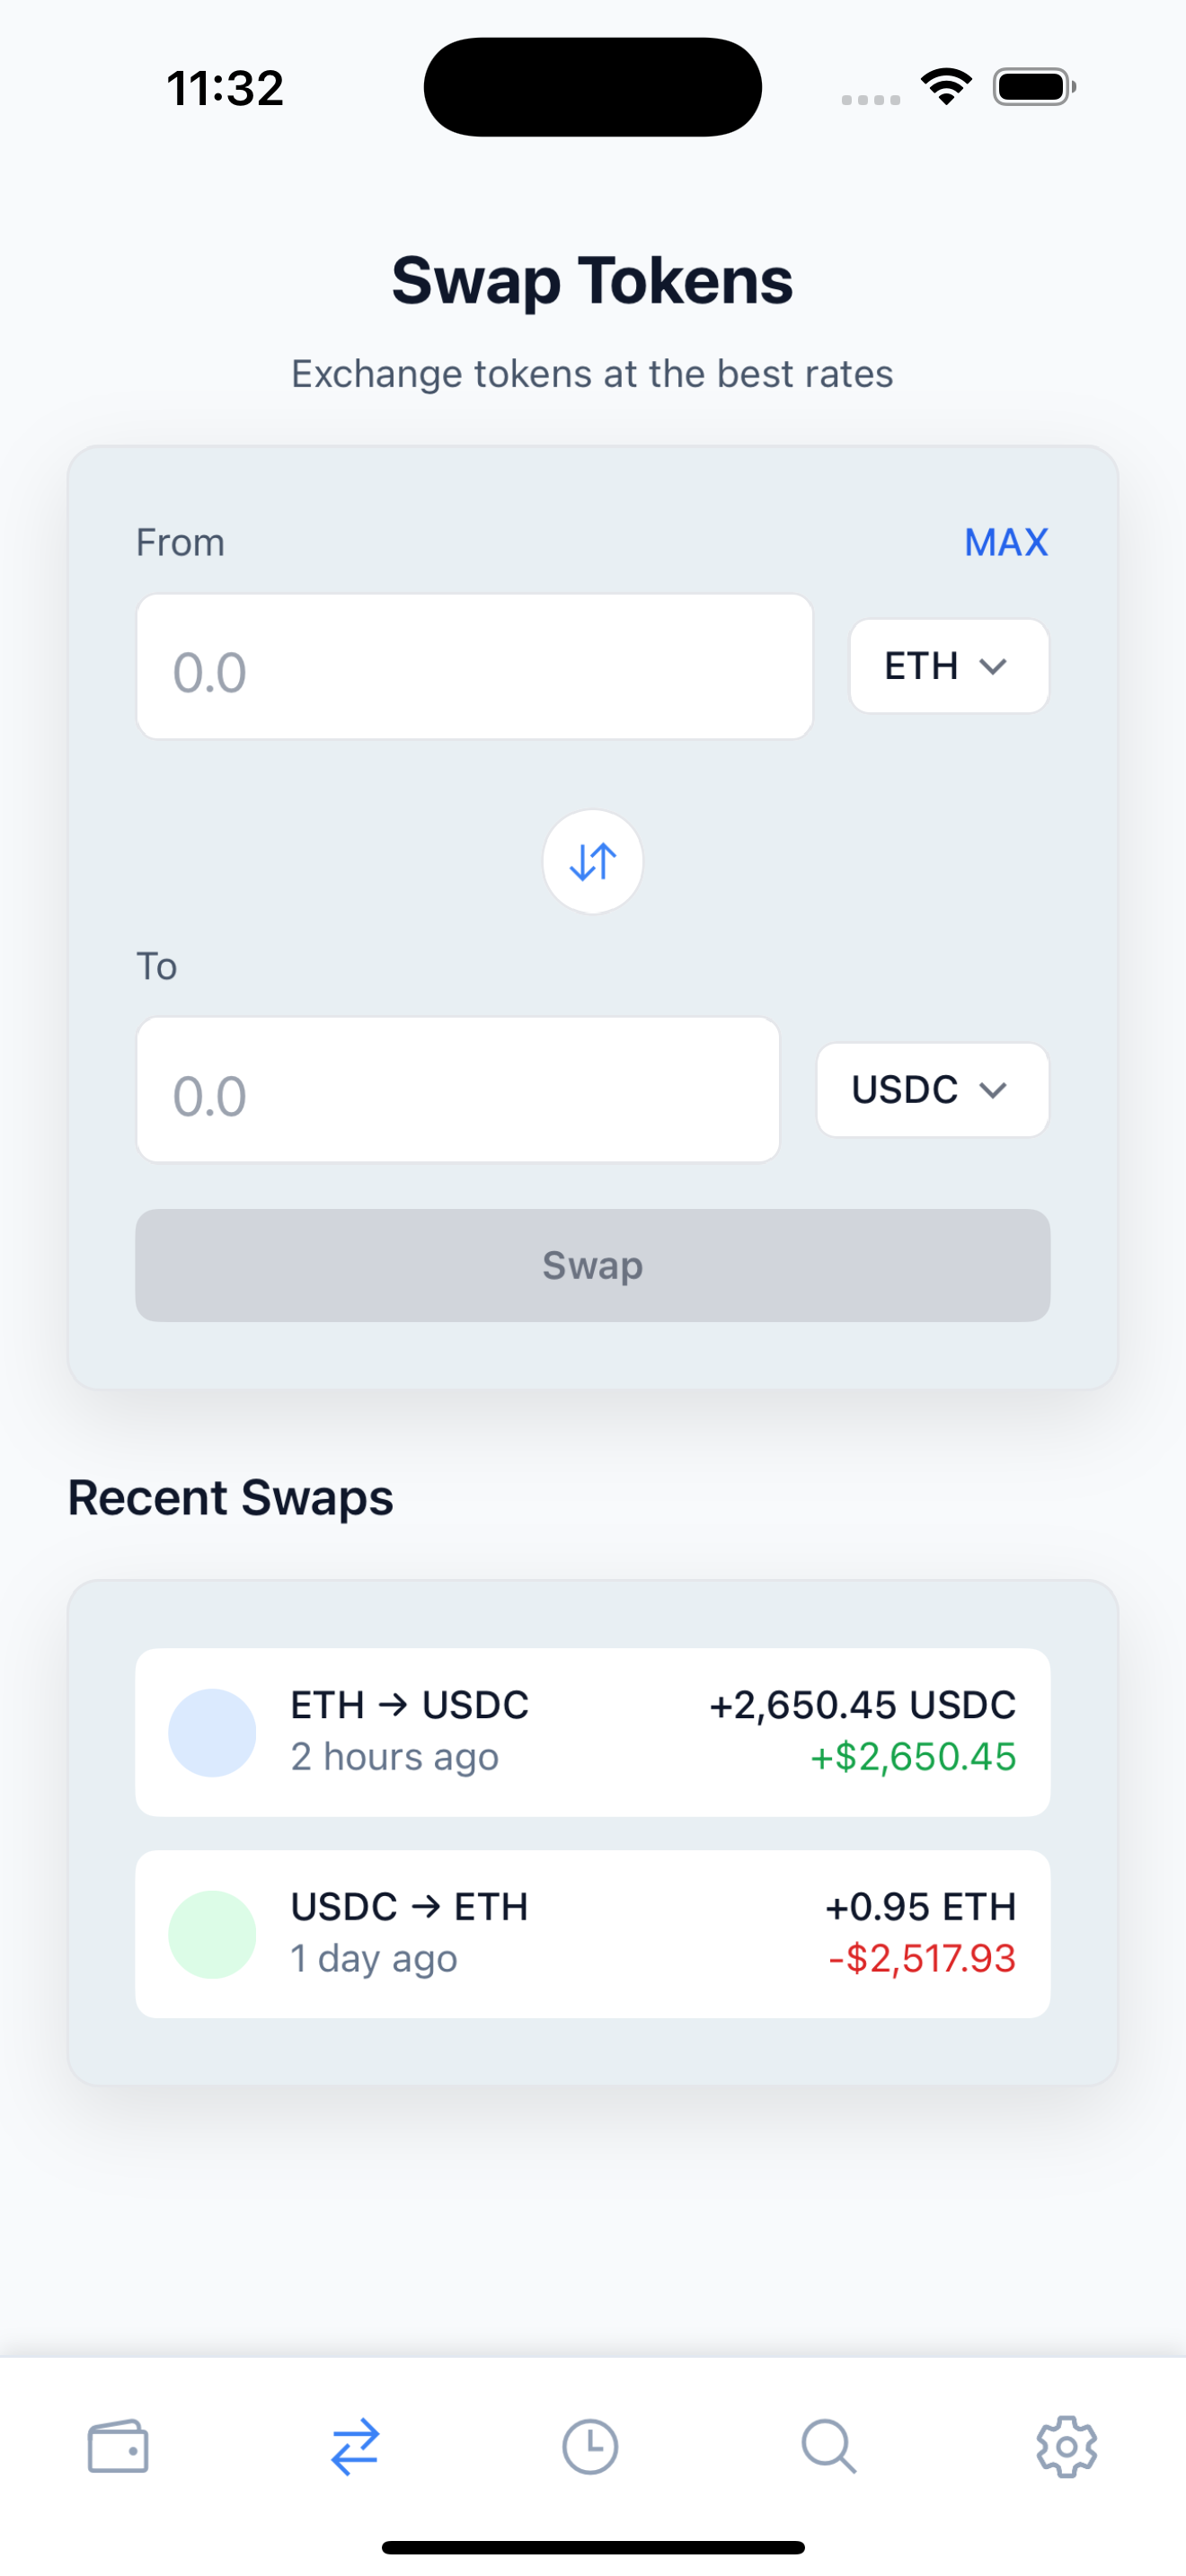 11:32
Swap Tokens
Exchange tokens at the best rates
From
MAX
0.0
ETH
To
0.0
USDC
Swap
Recent Swaps
ETH → USDC
+2,650.45 USDC
2 hours ago
+$2,650.45
USDC → ETH
+0.95 ETH
1 day ago
-$2,517.93